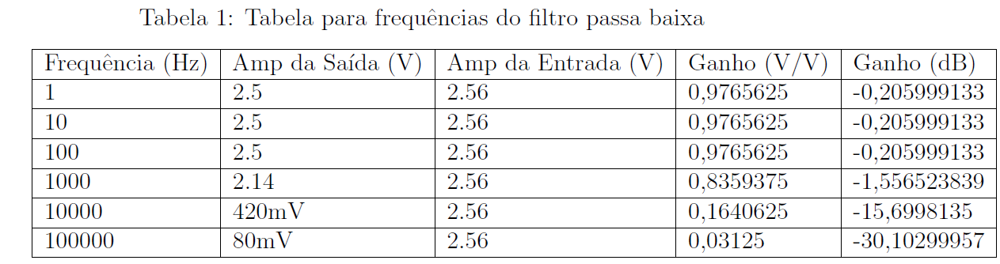 Tabela 1: Tabela para frequências do filtro passa baixa
Frequência (Hz) Amp da Saída (V) Amp da Entrada (V) Ganho (V/V) Ganho (dB)
1 2.5 2.56 0,9765625 -0,205999133
10 2.5 2.56 0,9765625 -0,205999133
100 2.5 2.56 0,9765625 -0,205999133
1000 2.14 2.56 0,8359375 -1,556523839
10000 420mV 2.56 0,1640625 -15,6998135
100000 80mV 2.56 0,03125 -30,10299957